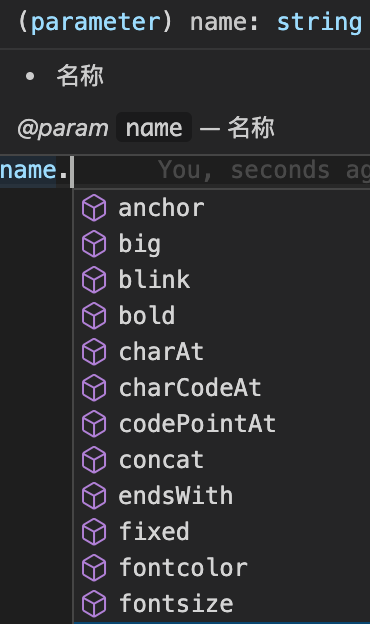 (parameter) name: string
• 名称
@param name — 名称
name. You, seconds ag
anchor
big
blink
bold
charAt
charCodeAt
codePointAt
concat
endsWith
fixed
fontcolor
fontsize